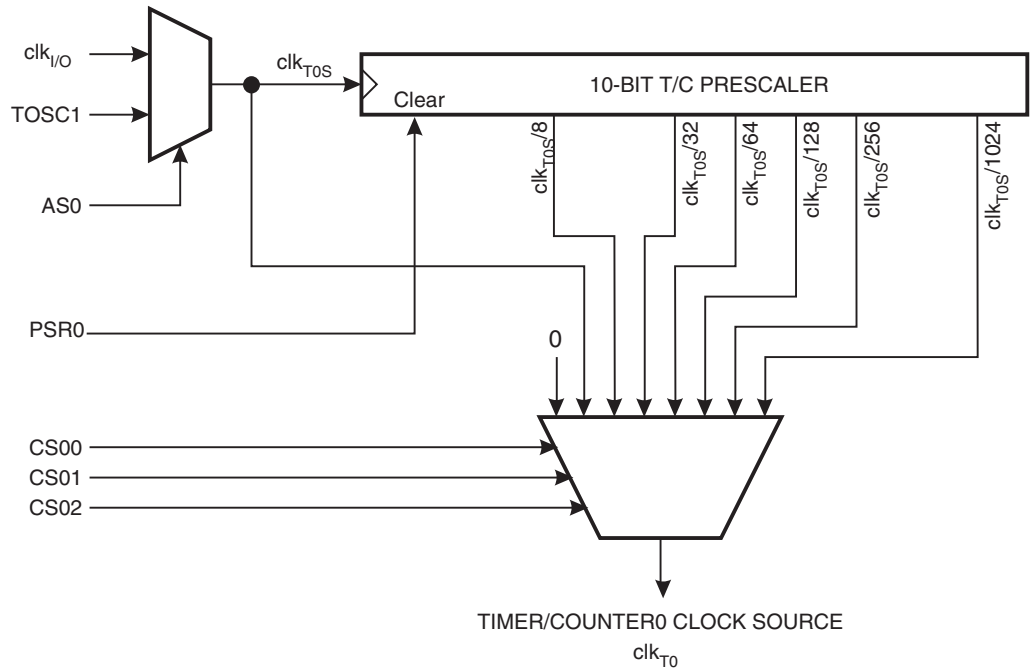 clkI/O
TOSC1
AS0
PSR0
CS00
CS01
CS02
clkT0S
10-BIT T/C PRESCALER
Clear
clkT0S/8
clkT0S/32
clkT0S/64
clkT0S/128
clkT0S/256
clkT0S/1024
0
TIMER/COUNTER0 CLOCK SOURCE
clkT0